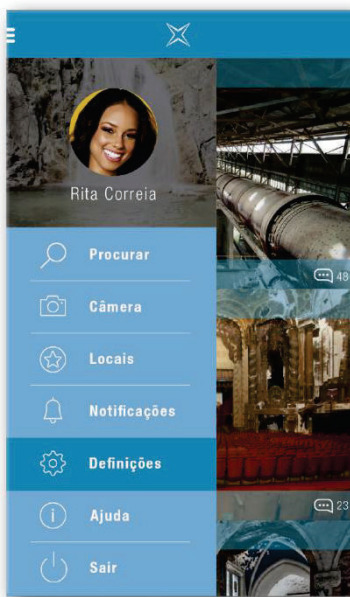 Rita Correia
Procurar
Câmera
48
Locais
Notificações
Definições
23
Ajuda
Sair